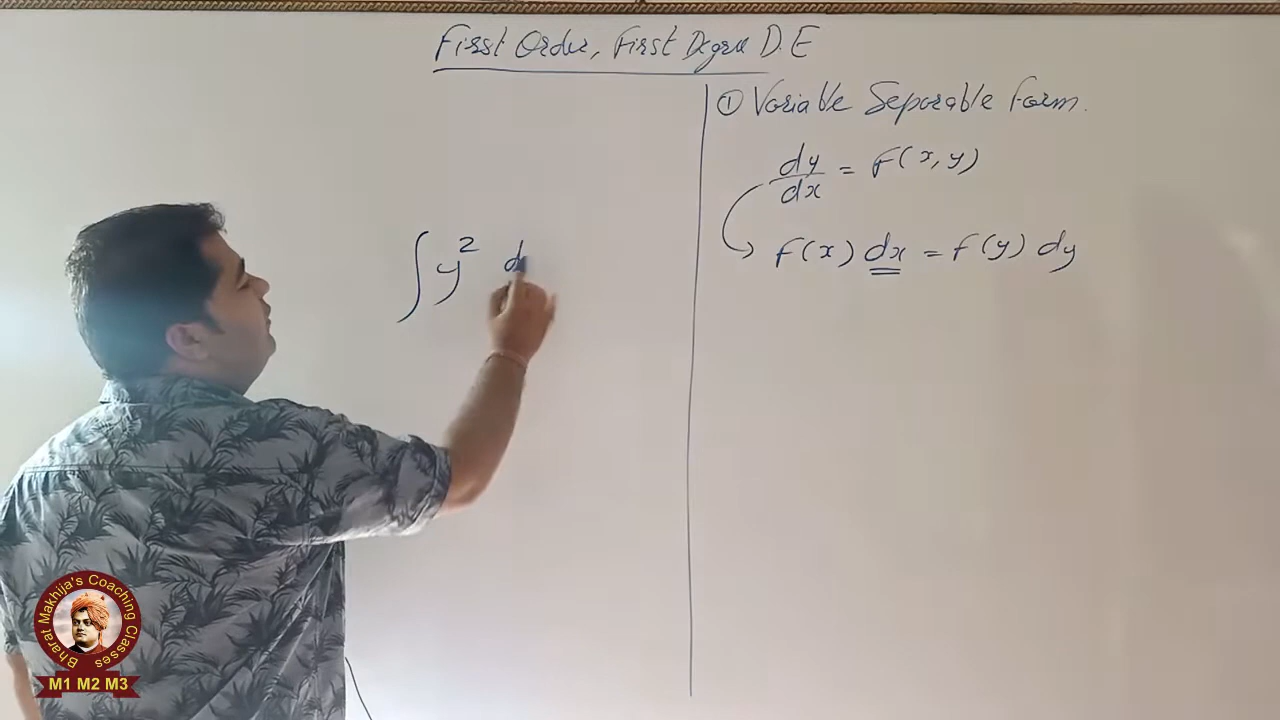 First Order, First Degree D.E
① Variable Separable Form.
dy/dx = F(x, y)
f(x) dx = f(y) dy
∫ y² d
Bharat Makhija's Coaching Classes
M1 M2 M3